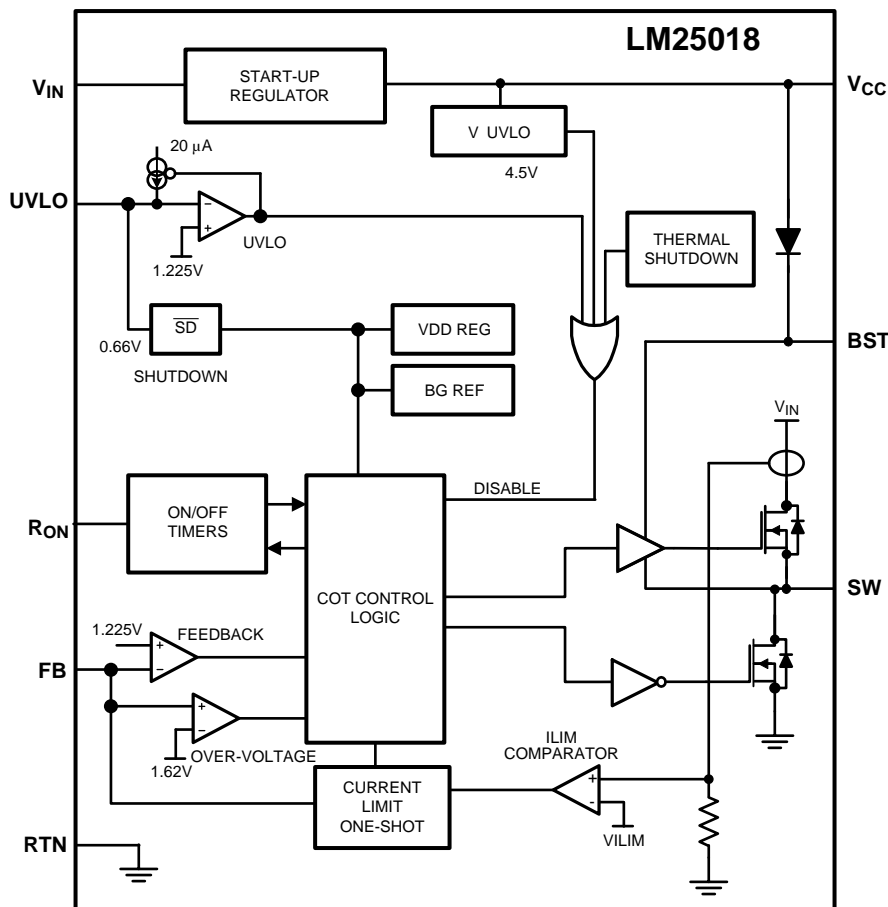 LM25018
VIN
START-UP
REGULATOR
VCC
V UVLO
4.5V
20 µA
UVLO
UVLO
1.225V
THERMAL
SHUTDOWN
SD
0.66V
SHUTDOWN
VDD REG
BG REF
BST
VIN
DISABLE
RON
ON/OFF
TIMERS
COT CONTROL
LOGIC
SW
1.225V
FEEDBACK
FB
1.62V
OVER-VOLTAGE
ILIM
COMPARATOR
CURRENT
LIMIT
ONE-SHOT
VILIM
RTN
+
-
+
-
+
-
+
-